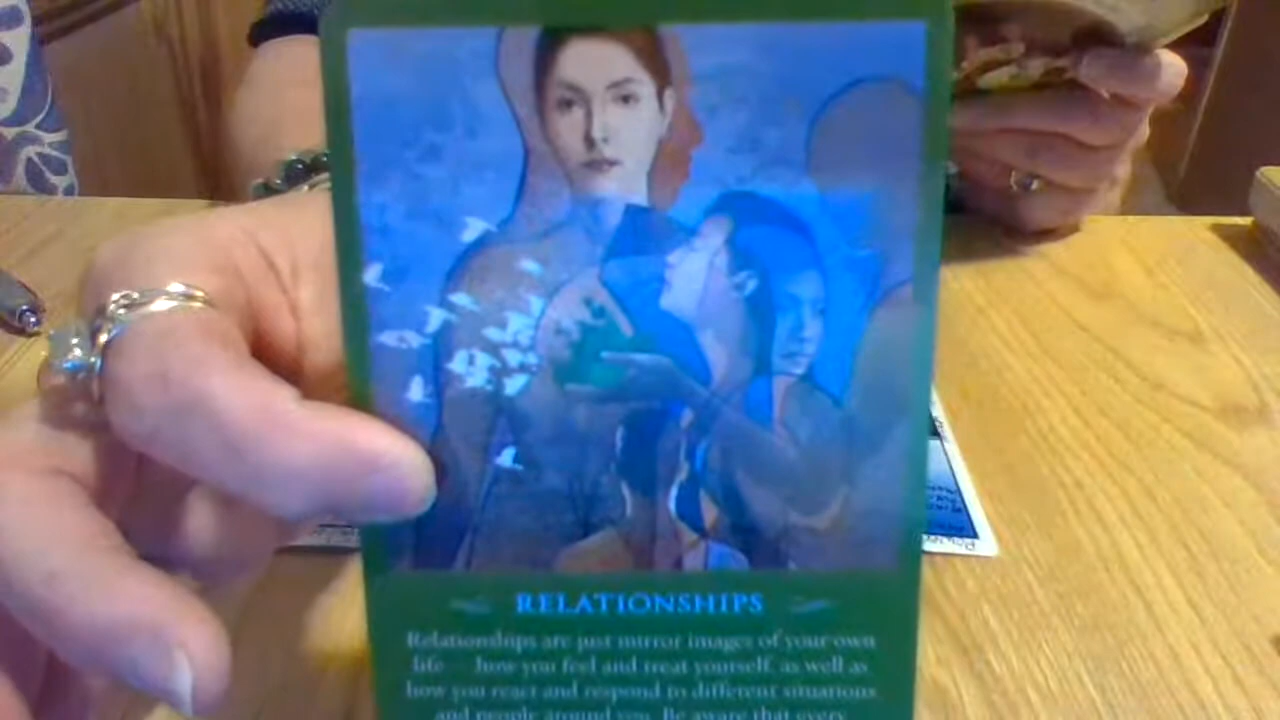 RELATIONSHIPS
Relationships are just mirror images of your own
life — how you feel and treat yourself, as well as
how you react and respond to different situations
and people around you. Be aware that every